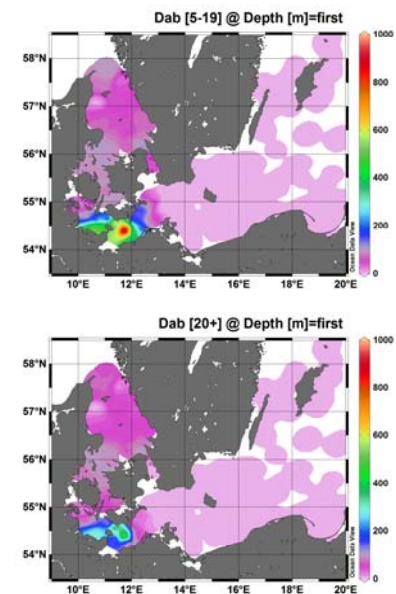 Dab [5-19] @ Depth [m]=first
58°N
57°N
56°N
55°N
54°N
10°E 12°E 14°E 16°E 18°E 20°E
1000
800
600
400
200
0
Ocean Data View
Dab [20+] @ Depth [m]=first
58°N
57°N
56°N
55°N
54°N
10°E 12°E 14°E 16°E 18°E 20°E
1000
800
600
400
200
0
Ocean Data View